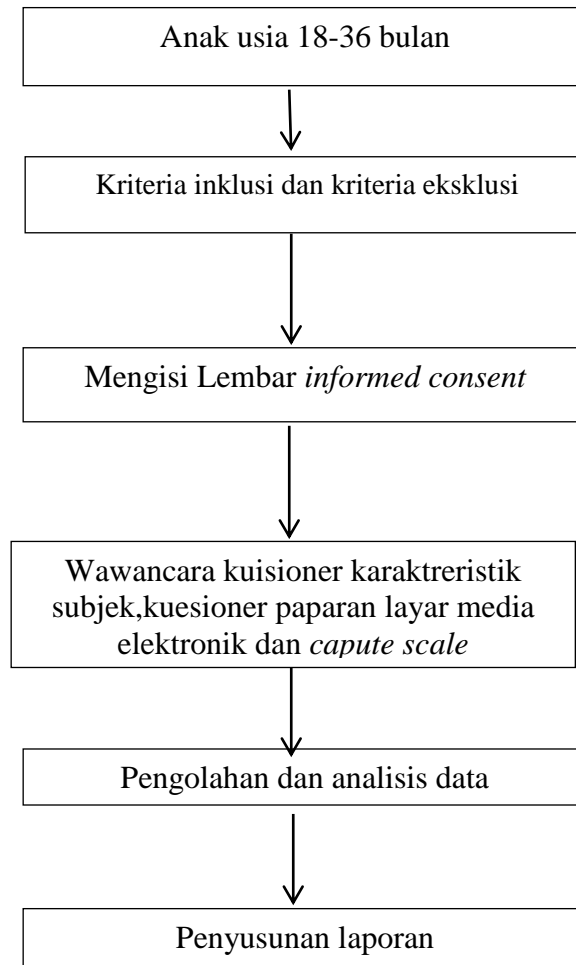 Anak usia 18-36 bulan
Kriteria inklusi dan kriteria eksklusi
Mengisi Lembar informed consent
Wawancara kuisioner karaktreristik
subjek,kuesioner paparan layar media
elektronik dan capute scale
Pengolahan dan analisis data
Penyusunan laporan